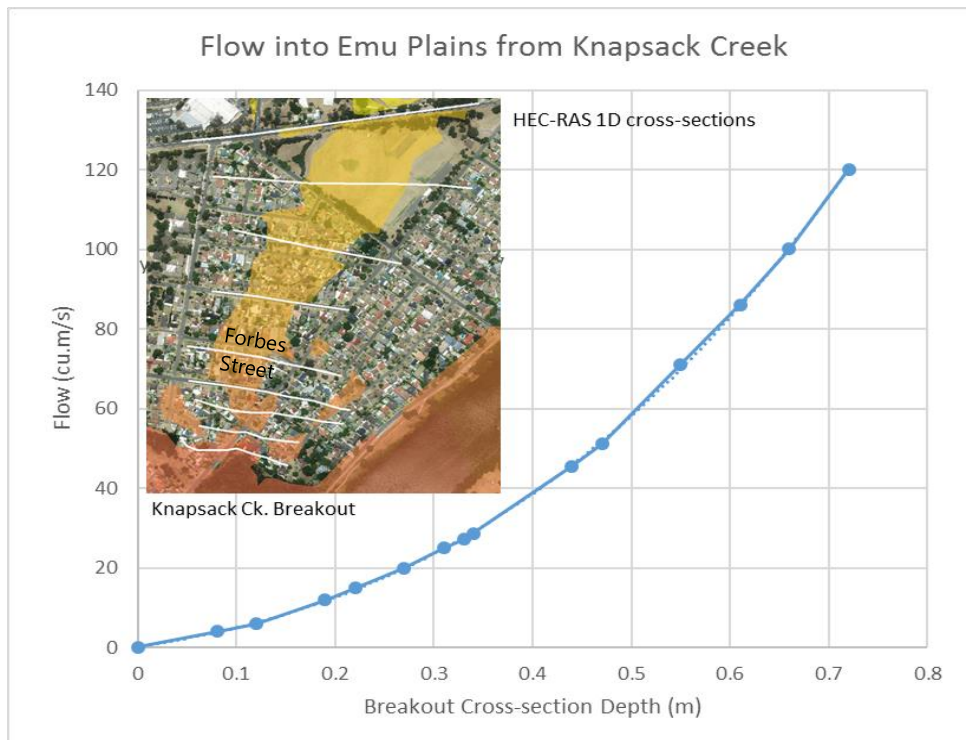 Flow into Emu Plains from Knapsack Creek
140
120
100
80
60
40
20
0
Flow (cu.m/s)
HEC-RAS 1D cross-sections
Forbes
Street
Knapsack Ck. Breakout
0
0.1
0.2
0.3
0.4
0.5
0.6
0.7
0.8
Breakout Cross-section Depth (m)